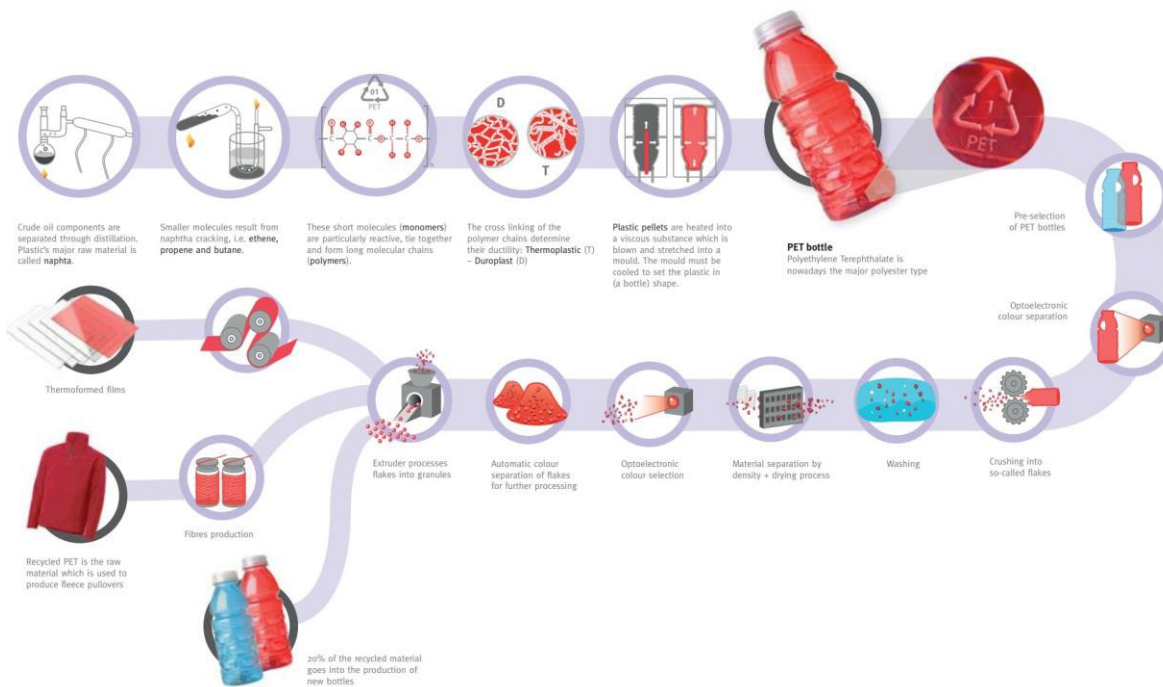 01
PET
D
T
1
PET
Crude oil components are
separated through distillation.
Plastic's major raw material is
called naphta.
Smaller molecules result from
naphtha cracking, i.e. ethene,
propene and butane.
These short molecules (monomers)
are particularly reactive, tie together
and form long molecular chains
(polymers).
The cross linking of the
polymer chains determine
their ductility: Thermoplastic (T)
– Duroplast (D)
Plastic pellets are heated into
a viscous substance which is
blown and stretched into a
mould. The mould must be
cooled to set the plastic in
(a bottle) shape.
PET bottle
Polyethylene Terephthalate is
nowadays the major polyester type
Pre-selection
of PET bottles
Optoelectronic
colour separation
Thermoformed films
Extruder processes
flakes into granules
Automatic colour
separation of flakes
for further processing
Optoelectronic
colour selection
Material separation by
density + drying process
Washing
Crushing into
so-called flakes
Fibres production
Recycled PET is the raw
material which is used to
produce fleece pullovers
20% of the recycled material
goes into the production of
new bottles